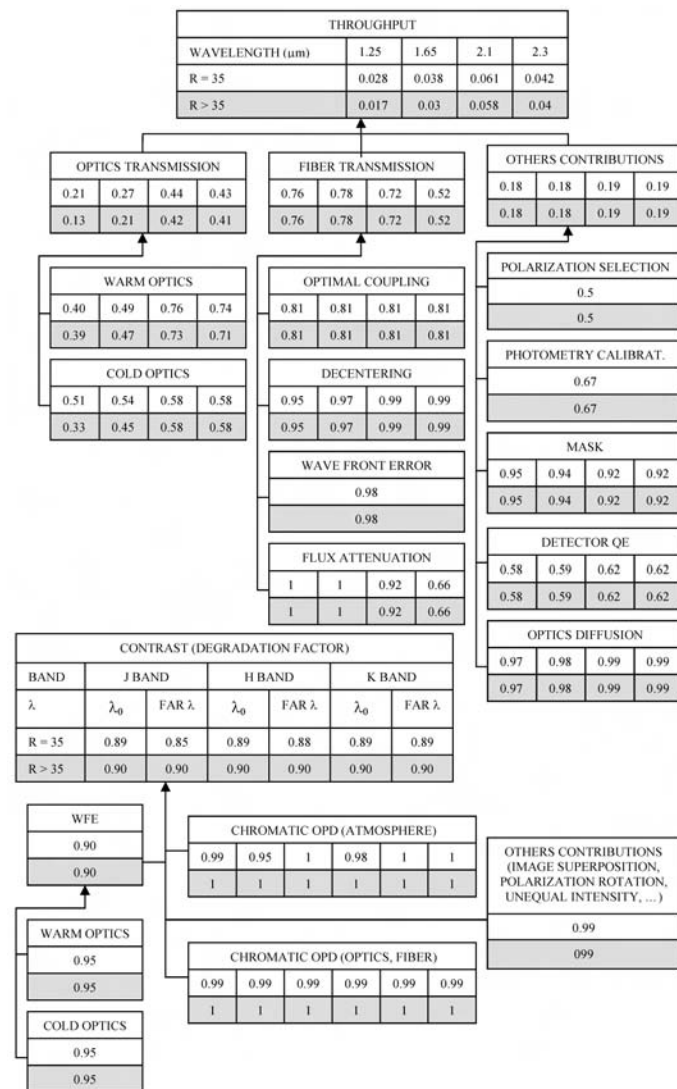 THROUGHPUT
WAVELENGTH (μm) 1.25 1.65 2.1 2.3
R = 35 0.028 0.038 0.061 0.042
R > 35 0.017 0.03 0.058 0.04
OPTICS TRANSMISSION
0.21 0.27 0.44 0.43
0.13 0.21 0.42 0.41
FIBER TRANSMISSION
0.76 0.78 0.72 0.52
0.76 0.78 0.72 0.52
OTHERS CONTRIBUTIONS
0.18 0.18 0.19 0.19
0.18 0.18 0.19 0.19
WARM OPTICS
0.40 0.49 0.76 0.74
0.39 0.47 0.73 0.71
COLD OPTICS
0.51 0.54 0.58 0.58
0.33 0.45 0.58 0.58
OPTIMAL COUPLING
0.81 0.81 0.81 0.81
0.81 0.81 0.81 0.81
DECENTERING
0.95 0.97 0.99 0.99
0.95 0.97 0.99 0.99
WAVE FRONT ERROR
0.98
0.98
FLUX ATTENUATION
1 1 0.92 0.66
1 1 0.92 0.66
POLARIZATION SELECTION
0.5
0.5
PHOTOMETRY CALIBRAT.
0.67
0.67
MASK
0.95 0.94 0.92 0.92
0.95 0.94 0.92 0.92
DETECTOR QE
0.58 0.59 0.62 0.62
0.58 0.59 0.62 0.62
OPTICS DIFFUSION
0.97 0.98 0.99 0.99
0.97 0.98 0.99 0.99
CONTRAST (DEGRADATION FACTOR)
BAND J BAND H BAND K BAND
λ λ₀ FAR λ λ₀ FAR λ λ₀ FAR λ
R = 35 0.89 0.85 0.89 0.88 0.89 0.89
R > 35 0.90 0.90 0.90 0.90 0.90 0.90
WFE
0.90
0.90
WARM OPTICS
0.95
0.95
COLD OPTICS
0.95
0.95
CHROMATIC OPD (ATMOSPHERE)
0.99 0.95 1 0.98 1 1
1 1 1 1 1 1
CHROMATIC OPD (OPTICS, FIBER)
0.99 0.99 0.99 0.99 0.99 0.99
1 1 1 1 1 1
OTHERS CONTRIBUTIONS
(IMAGE SUPERPOSITION,
POLARIZATION ROTATION,
UNEQUAL INTENSITY, ... )
0.99
099